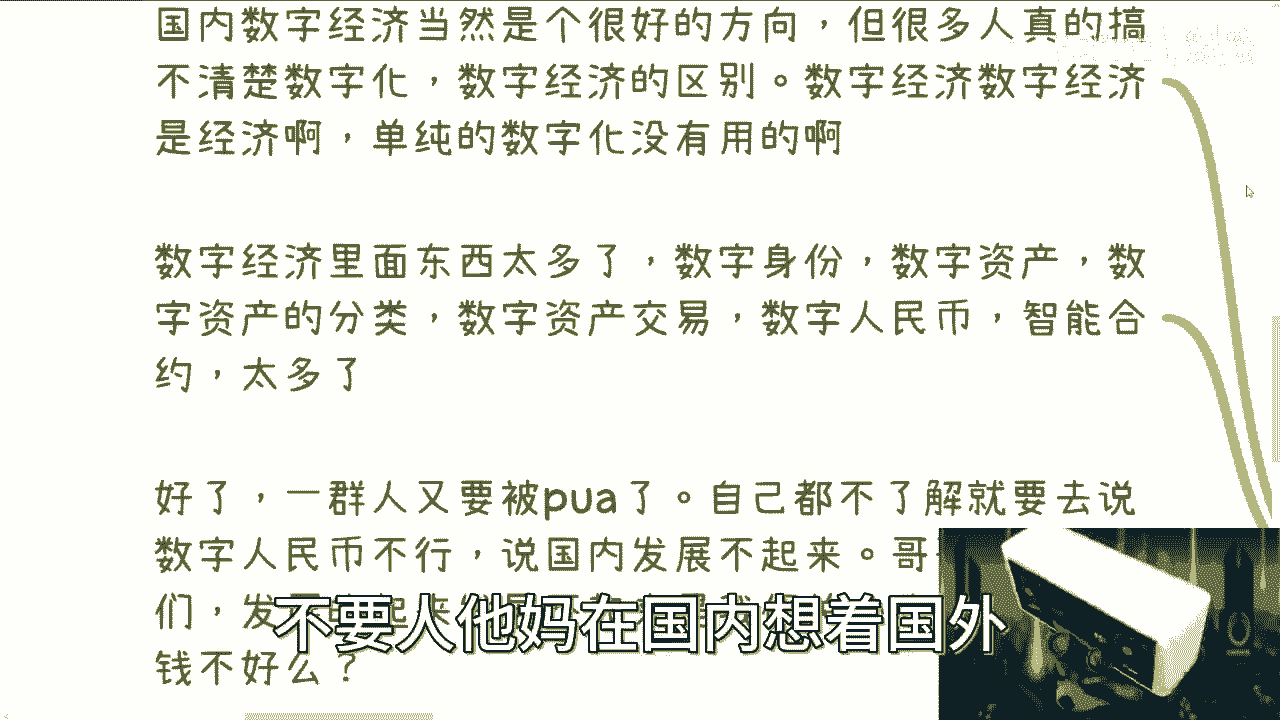 国内数字经济当然是个很好的方向，但很多人真的搞
不清楚数字化，数字经济的区别。数字经济数字经济
是经济啊，单纯的数字化没有用的啊
数字经济里面东西太多了，数字身份，数字资产，数
字资产的分类，数字资产交易，数字人民币，智能合
约，太多了
好了，一群人又要被pua了。自己都不了解就要去说
数字人民币不行，说国内发展不起来。哥
们，发
钱不好么？
不要人他妈在国内想着国外